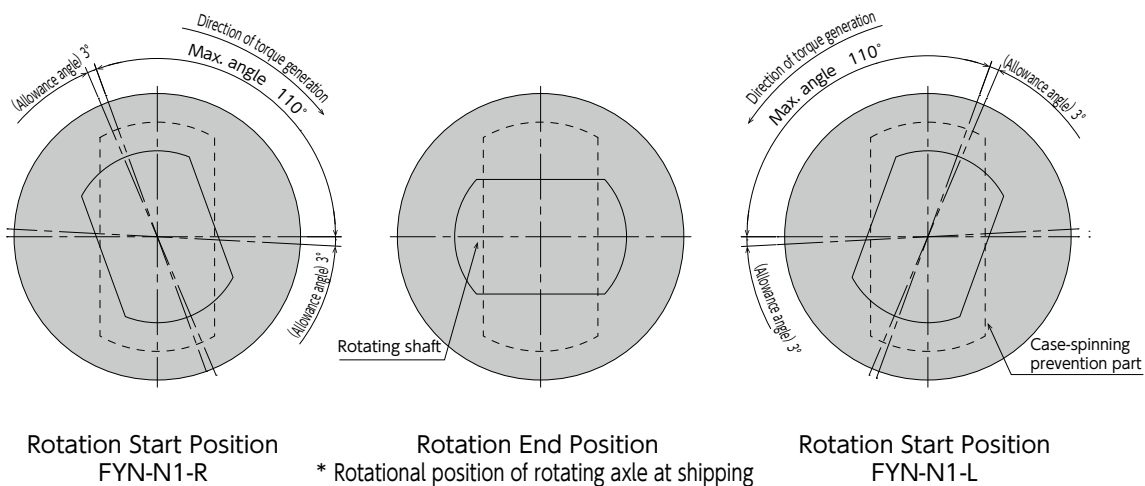 Direction of torque generation
Max. angle 110°
(Allowance angle) 3°
(Allowance angle) 3°
Rotation Start Position
FYN-N1-R
Rotating shaft
Rotation End Position
* Rotational position of rotating axle at shipping
Direction of torque generation
Max. angle 110°
(Allowance angle) 3°
(Allowance angle) 3°
Case-spinning
prevention part
Rotation Start Position
FYN-N1-L